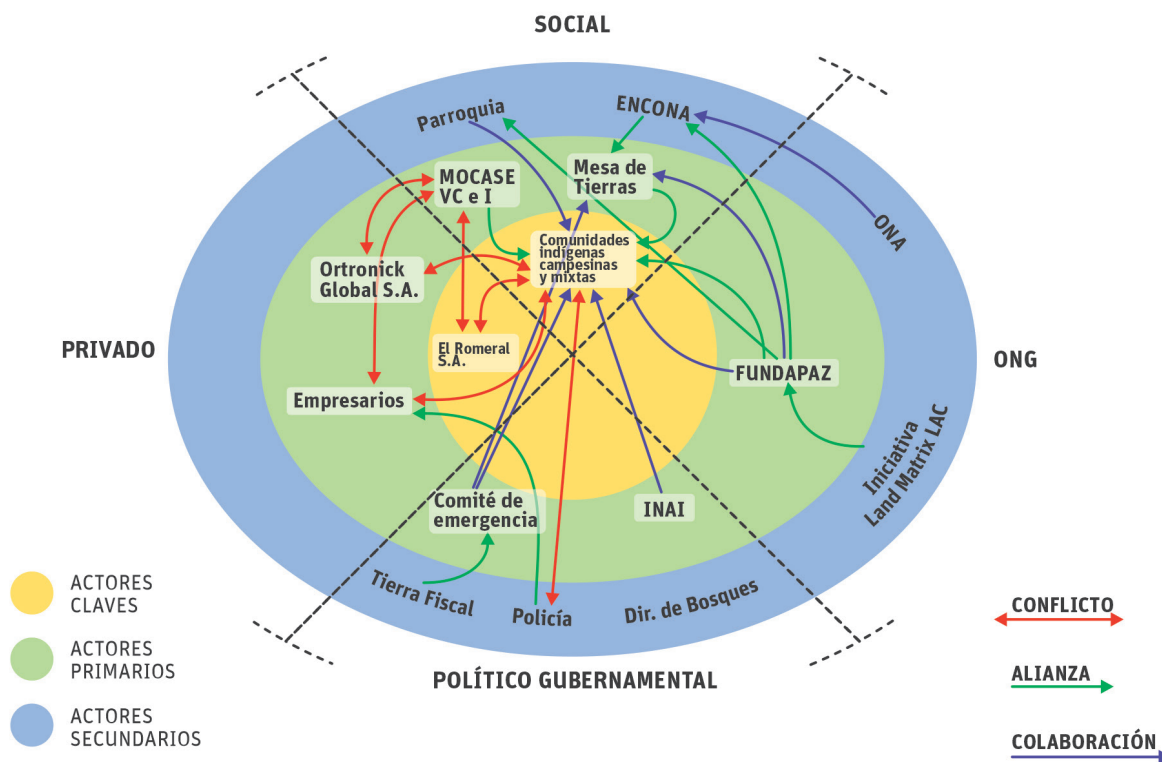 SOCIAL
Parroquia
ENCONA
MOCASE
VC e I
Mesa de
Tierras
ONA
Comunidades
indígenas
campesinas
y mixtas
Ortronick
Global S.A.
PRIVADO
El Romeral
S.A.
ONG
FUNDAPAZ
Empresarios
Iniciativa
Land Matrix LAC
Comité de
emergencia
INAI
Tierra Fiscal
Policía
Dir. de Bosques
POLÍTICO GUBERNAMENTAL
ACTORES
CLAVES
ACTORES
PRIMARIOS
ACTORES
SECUNDARIOS
CONFLICTO
ALIANZA
COLABORACIÓN